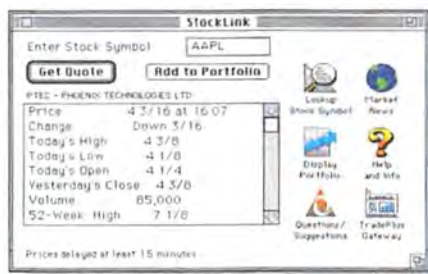 StockLink
Enter Stock Symbol
AAPL
Get Quote
Add to Portfolio
PTEC - PHOENIX TECHNOLOGIES LTD
Price 4 3/16 at 16:07
Change Down 3/16
Today's High 4 3/8
Today's Low 4 1/8
Today's Open 4 1/4
Yesterday's Close 4 3/8
Volume 85,000
52-Week High 7 1/8
Prices delayed at least 15 minutes
Lookup
Stock Symbol
Market
News
Display
Portfolio
Help
and Info
Questions/
Suggestions
TradePlus
Gateway